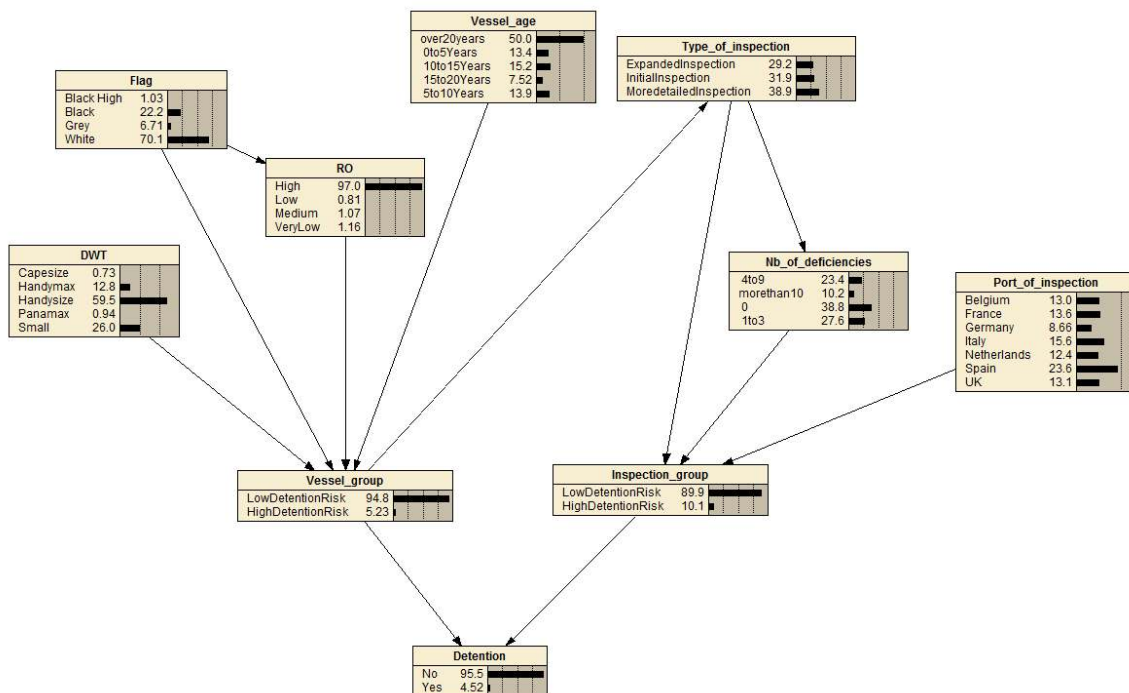 Vessel_age
over20years 50.0
0to5Years 13.4
10to15Years 15.2
15to20Years 7.52
5to10Years 13.9
Type_of_inspection
ExpandedInspection 29.2
InitialInspection 31.9
MoredetailedInspection 38.9
Flag
Black High 1.03
Black 22.2
Grey 6.71
White 70.1
RO
High 97.0
Low 0.81
Medium 1.07
VeryLow 1.16
DWT
Capesize 0.73
Handymax 12.8
Handysize 59.5
Panamax 0.94
Small 26.0
Nb_of_deficiencies
4to9 23.4
morethan10 10.2
0 38.8
1to3 27.6
Port_of_inspection
Belgium 13.0
France 13.6
Germany 8.66
Italy 15.6
Netherlands 12.4
Spain 23.6
UK 13.1
Vessel_group
LowDetentionRisk 94.8
HighDetentionRisk 5.23
Inspection_group
LowDetentionRisk 89.9
HighDetentionRisk 10.1
Detention
No 95.5
Yes 4.52